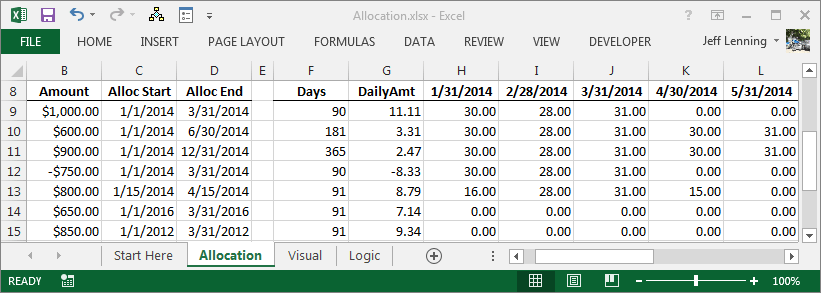 Allocation.xlsx - Excel
FILE HOME INSERT PAGE LAYOUT FORMULAS DATA REVIEW VIEW DEVELOPER Jeff Lenning
B C D E F G H I J K L
8 Amount Alloc Start Alloc End Days DailyAmt 1/31/2014 2/28/2014 3/31/2014 4/30/2014 5/31/2014
9 $1,000.00 1/1/2014 3/31/2014 90 11.11 30.00 28.00 31.00 0.00 0.00
10 $600.00 1/1/2014 6/30/2014 181 3.31 30.00 28.00 31.00 30.00 31.00
11 $900.00 1/1/2014 12/31/2014 365 2.47 30.00 28.00 31.00 30.00 31.00
12 -$750.00 1/1/2014 3/31/2014 90 -8.33 30.00 28.00 31.00 0.00 0.00
13 $800.00 1/15/2014 4/15/2014 91 8.79 16.00 28.00 31.00 15.00 0.00
14 $650.00 1/1/2016 3/31/2016 91 7.14 0.00 0.00 0.00 0.00 0.00
15 $850.00 1/1/2012 3/31/2012 91 9.34 0.00 0.00 0.00 0.00 0.00
Start Here Allocation Visual Logic
READY 100%